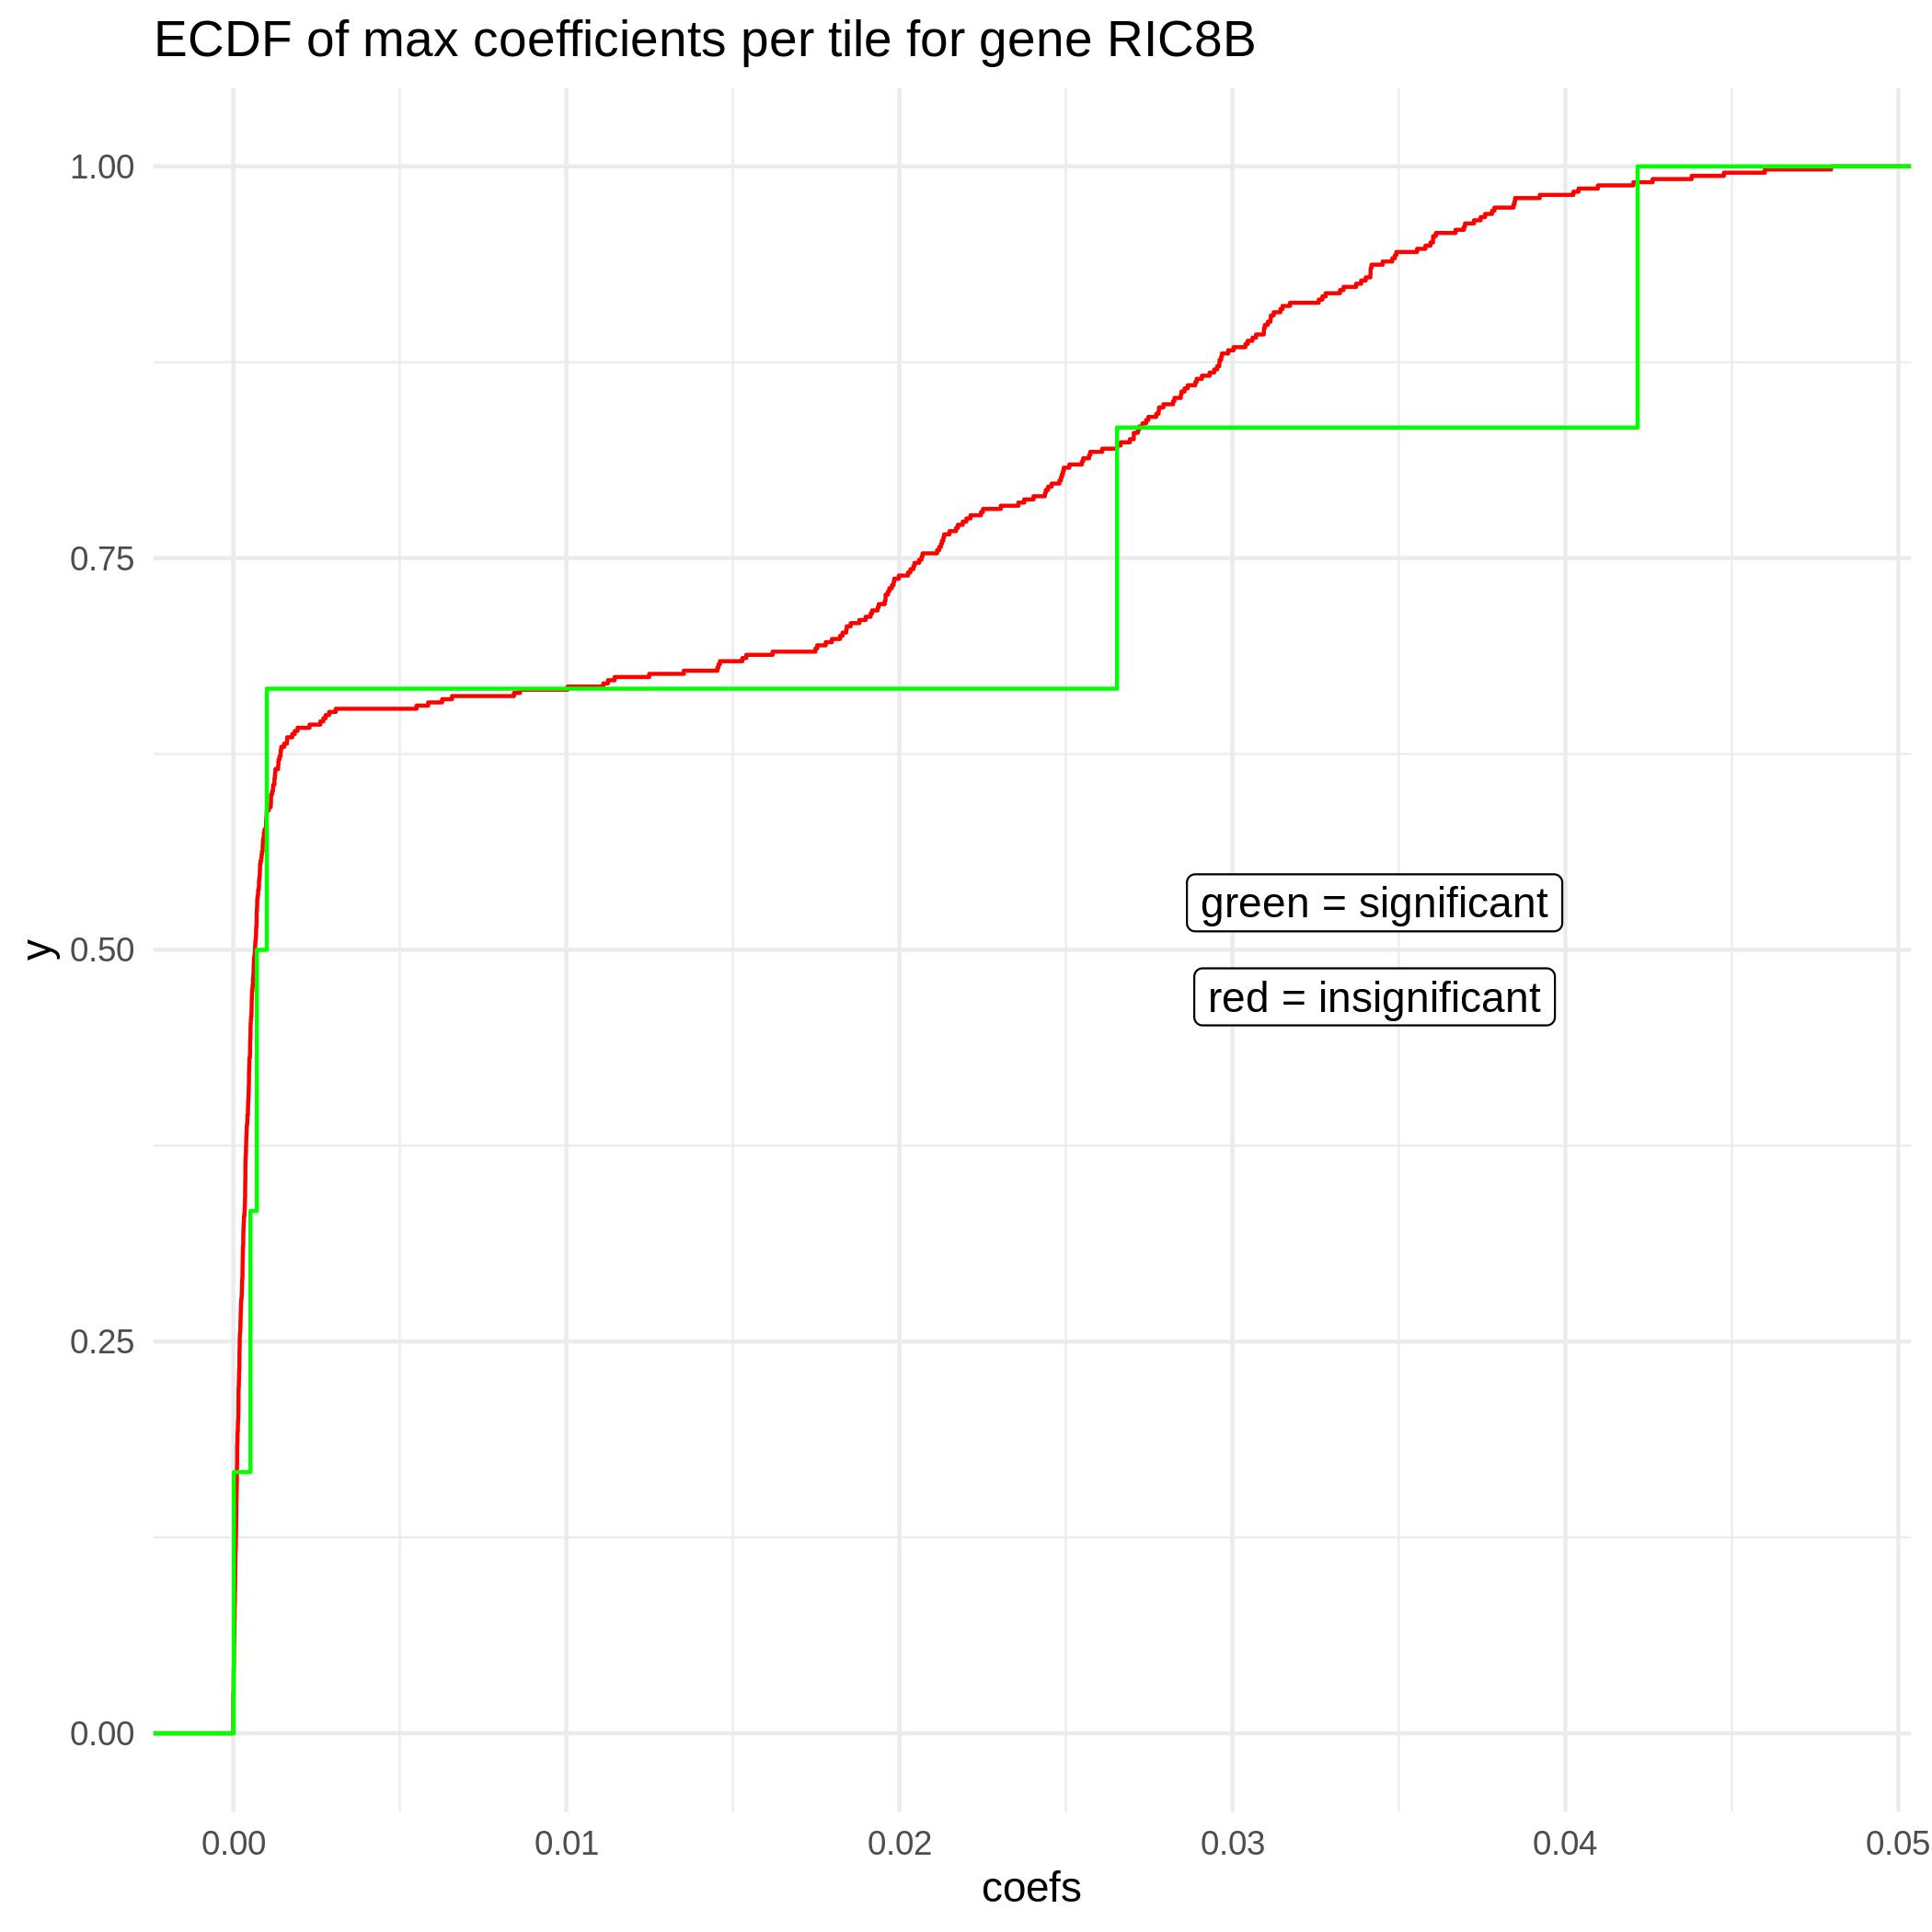 ECDF of max coefficients per tile for gene RIC8B
1.00
0.75
0.50
0.25
0.00
y
green = significant
red = insignificant
0.00 0.01 0.02 0.03 0.04 0.05
coefs